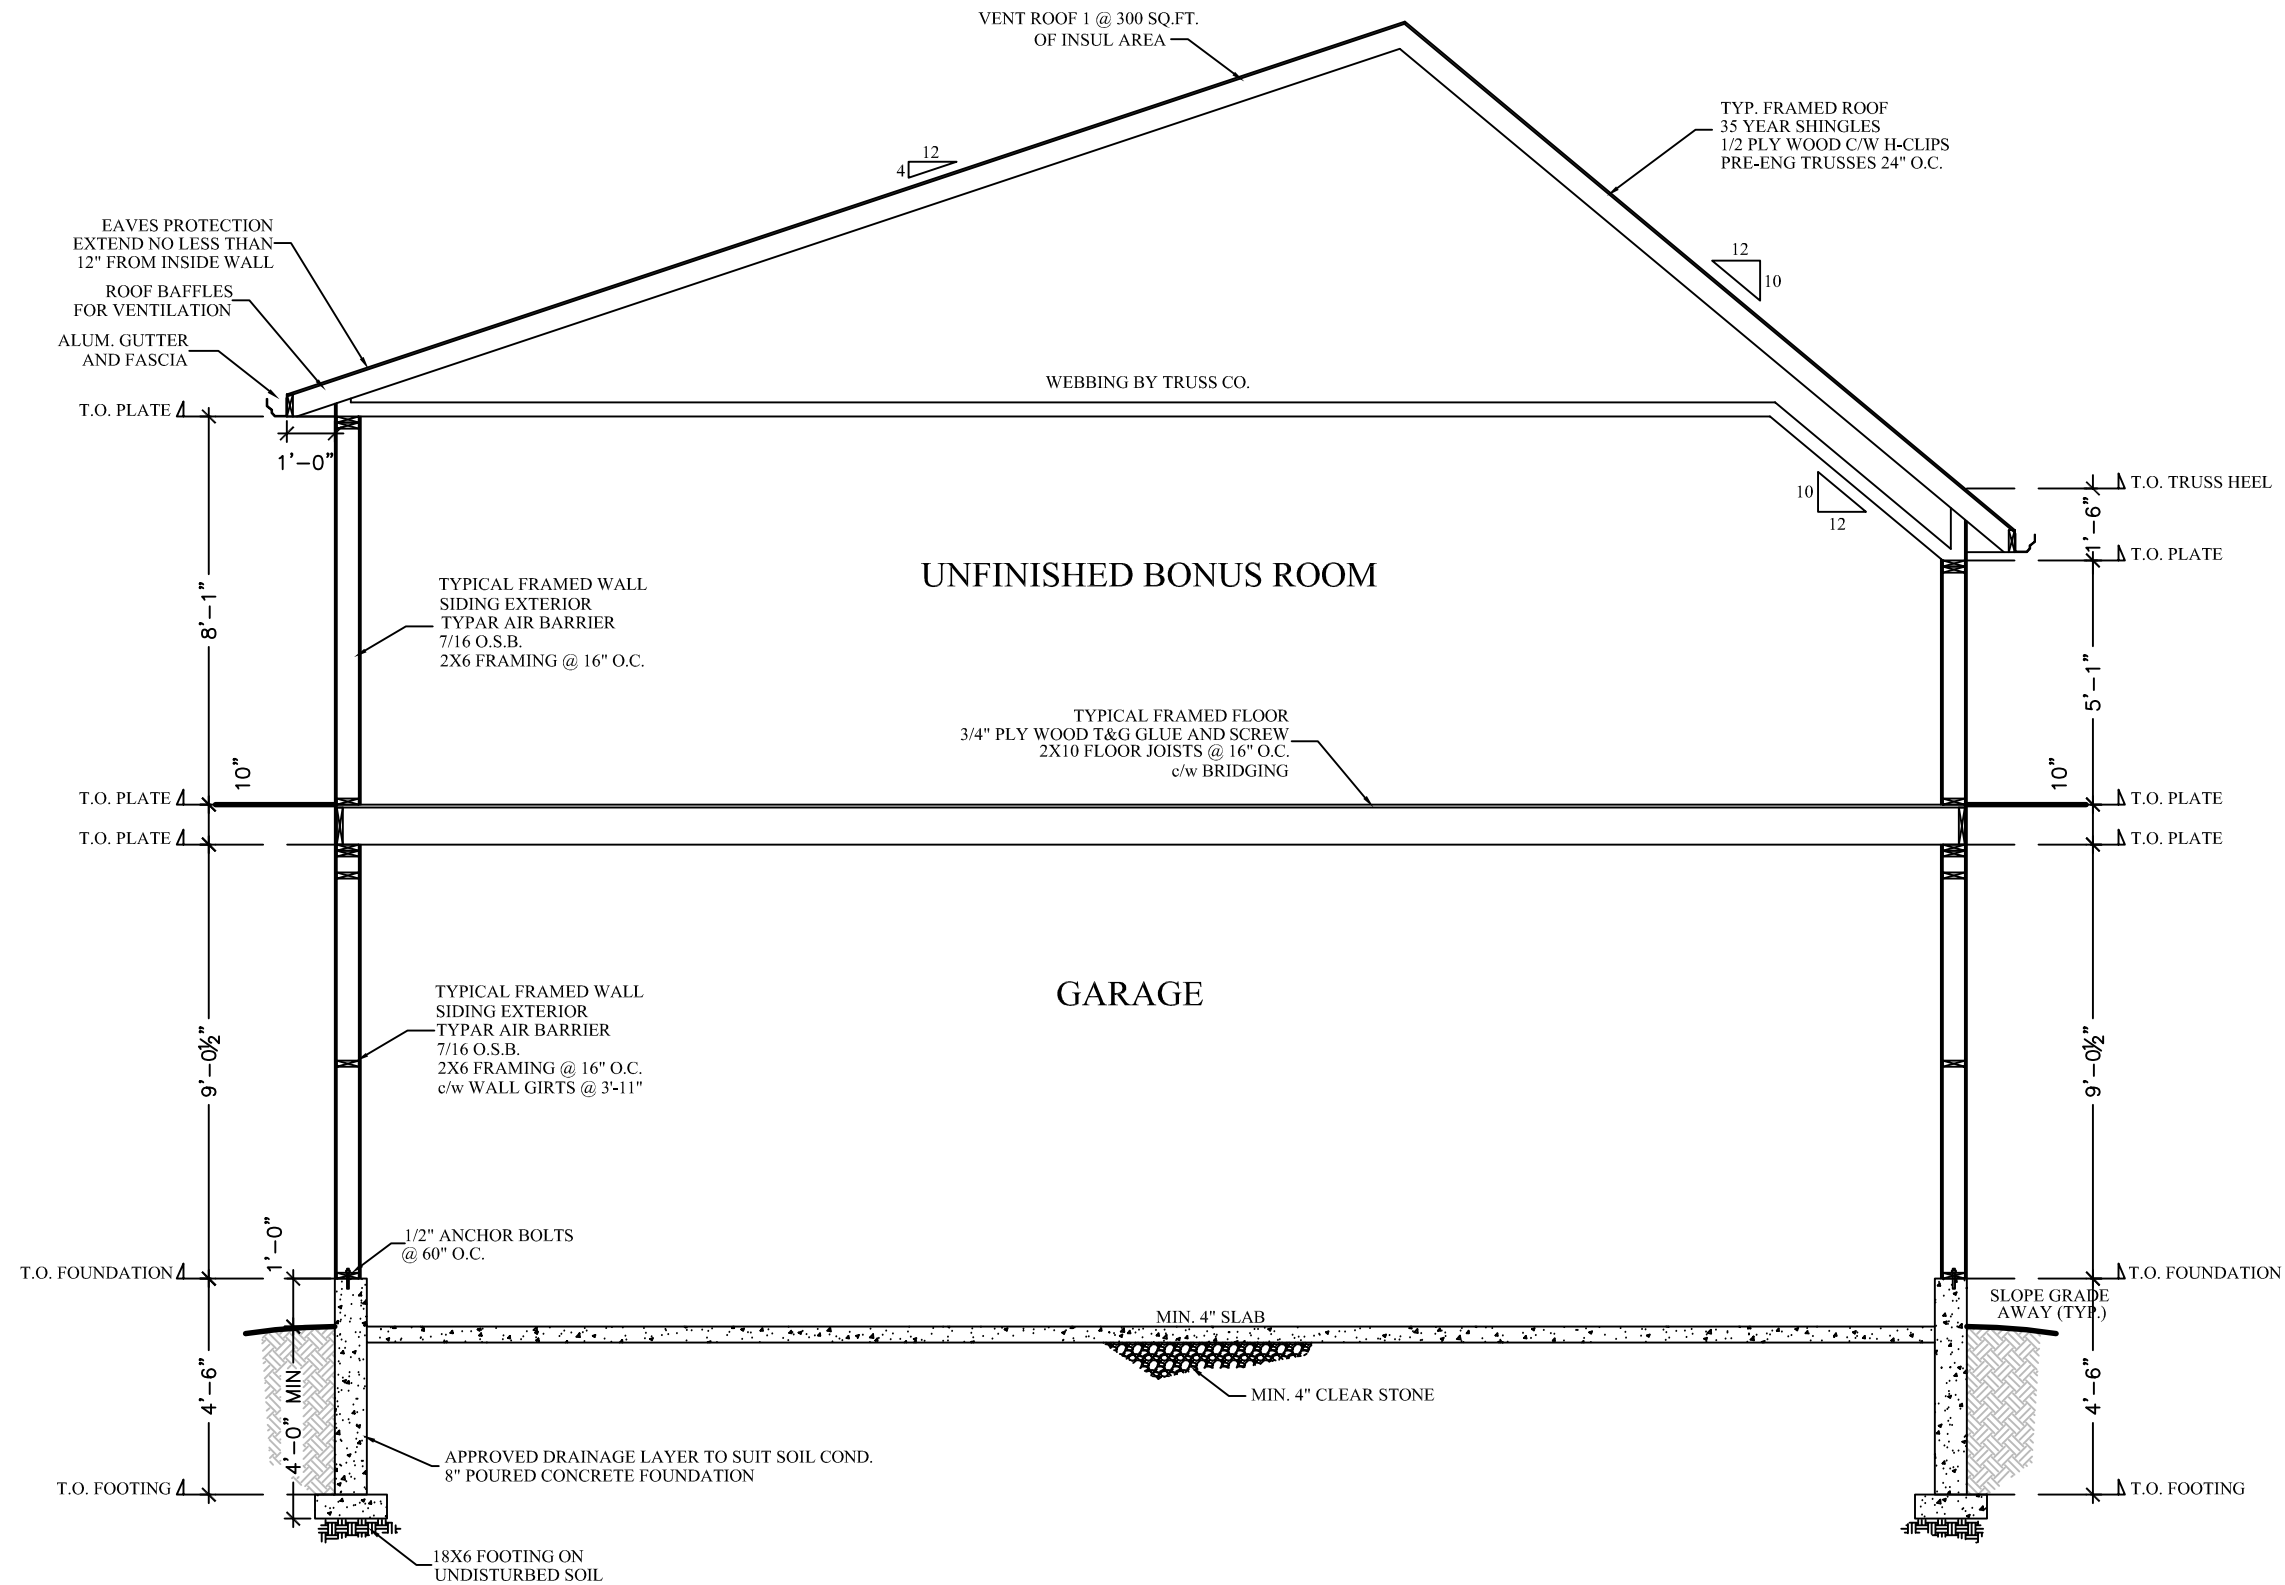 VENT ROOF 1 @ 300 SQ.FT.
OF INSUL AREA
TYP. FRAMED ROOF
35 YEAR SHINGLES
1/2 PLY WOOD C/W H-CLIPS
PRE-ENG TRUSSES 24" O.C.
12
4
EAVES PROTECTION
EXTEND NO LESS THAN
12" FROM INSIDE WALL
12
10
ROOF BAFFLES
FOR VENTILATION
ALUM. GUTTER
AND FASCIA
WEBBING BY TRUSS CO.
T.O. PLATE
1'-0"
10
12
T.O. TRUSS HEEL
1'-6"
T.O. PLATE
UNFINISHED BONUS ROOM
8'-1"
TYPICAL FRAMED WALL
SIDING EXTERIOR
TYPAR AIR BARRIER
7/16 O.S.B.
2X6 FRAMING @ 16" O.C.
5'-1"
TYPICAL FRAMED FLOOR
3/4" PLY WOOD T&G GLUE AND SCREW
2X10 FLOOR JOISTS @ 16" O.C.
c/w BRIDGING
10"
10"
T.O. PLATE
T.O. PLATE
T.O. PLATE
T.O. PLATE
GARAGE
TYPICAL FRAMED WALL
SIDING EXTERIOR
TYPAR AIR BARRIER
7/16 O.S.B.
2X6 FRAMING @ 16" O.C.
c/w WALL GIRTS @ 3'-11"
9'-0½"
9'-0½"
1'-0"
1/2" ANCHOR BOLTS
@ 60" O.C.
T.O. FOUNDATION
T.O. FOUNDATION
SLOPE GRADE
AWAY (TYP.)
MIN. 4" SLAB
4'-6"
4'-0" MIN
MIN. 4" CLEAR STONE
4'-6"
APPROVED DRAINAGE LAYER TO SUIT SOIL COND.
8" POURED CONCRETE FOUNDATION
T.O. FOOTING
T.O. FOOTING
18X6 FOOTING ON
UNDISTURBED SOIL